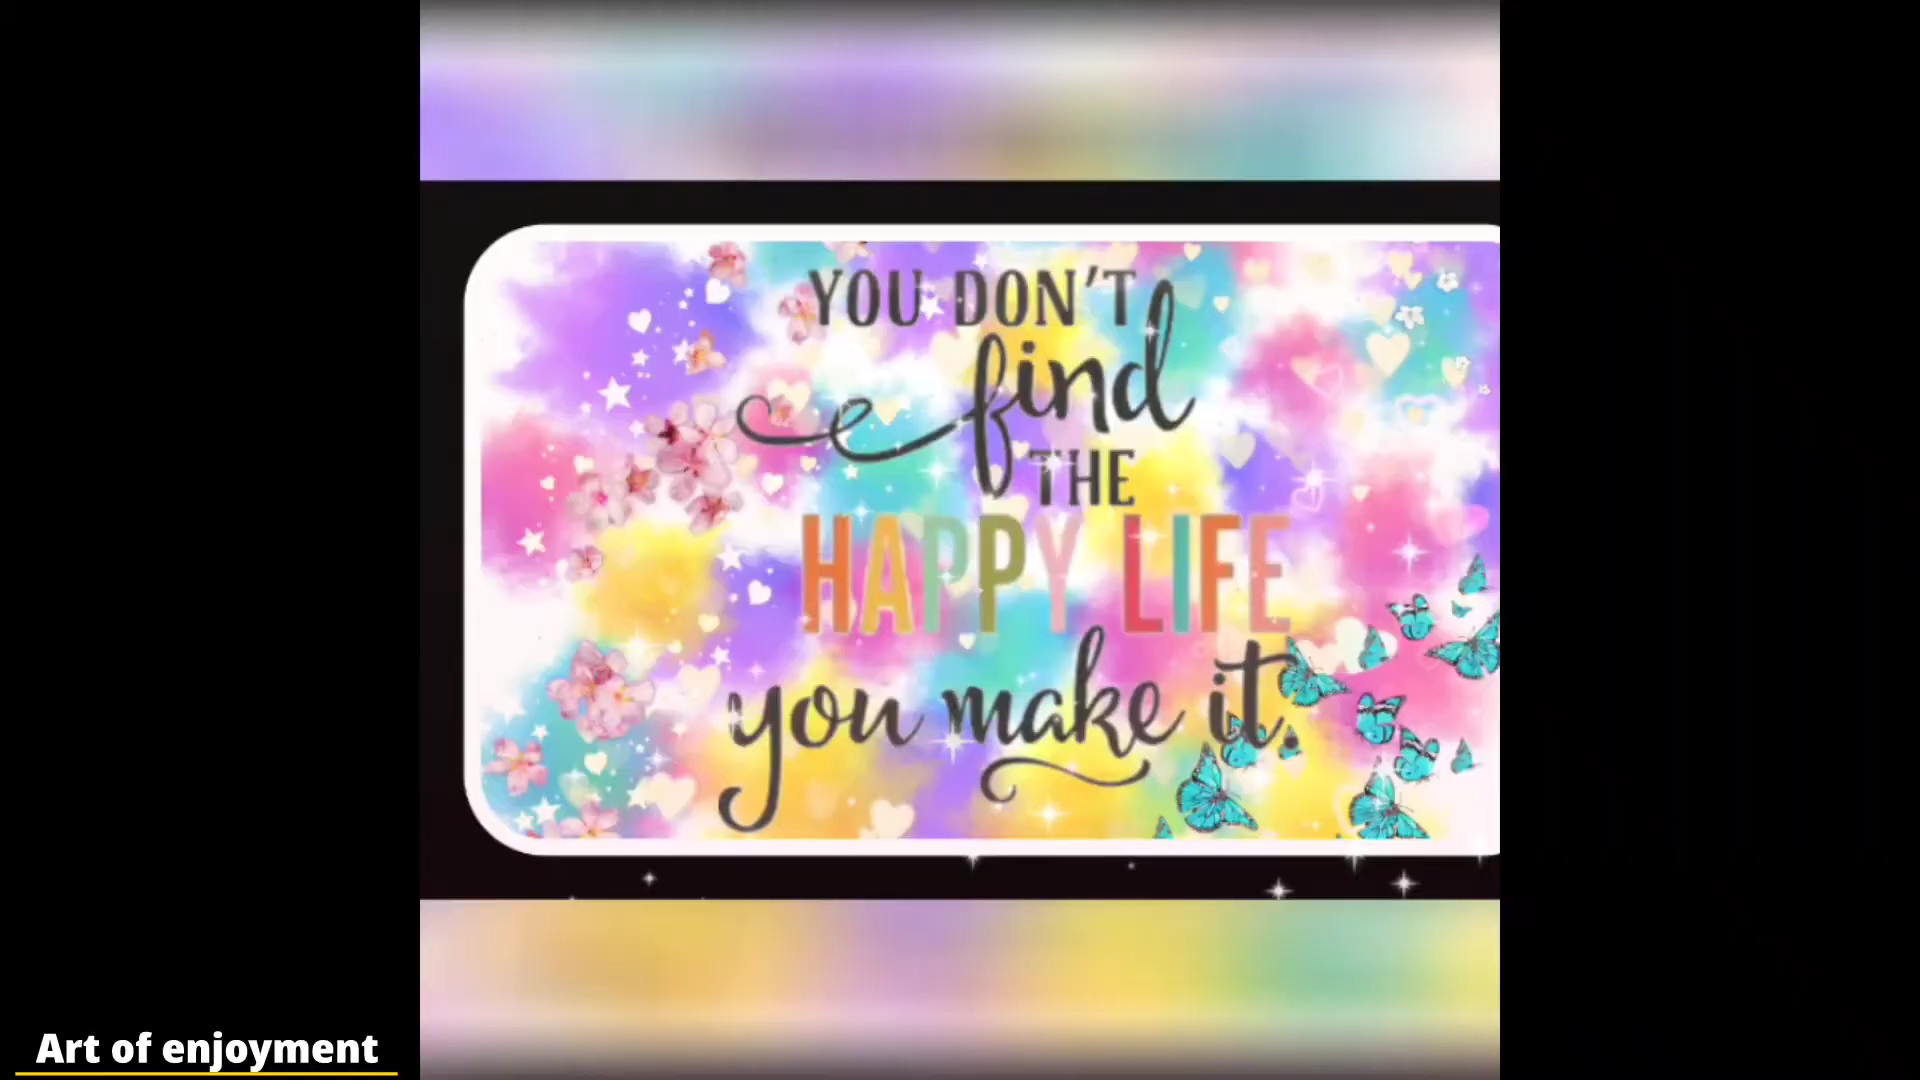 YOU DON'T
find
THE
HAPPY LIFE
you make it.
Art of enjoyment